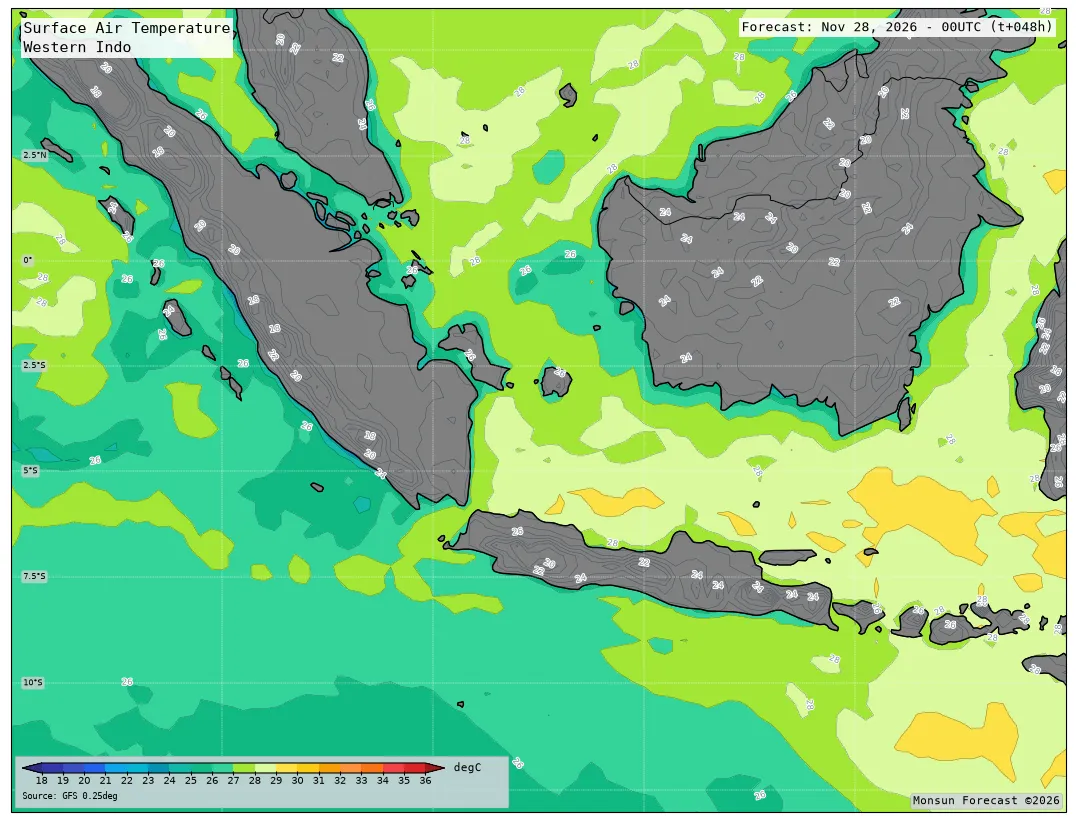 Surface Air Temperature
Western Indo
Forecast: Nov 28, 2026 - 00UTC (t+048h)
2.5°N
0°
2.5°S
5°S
7.5°S
10°S
18 19 20 21 22 23 24 25 26 27 28 29 30 31 32 33 34 35 36 degC
Source: GFS 0.25deg
Monsun Forecast ©2026